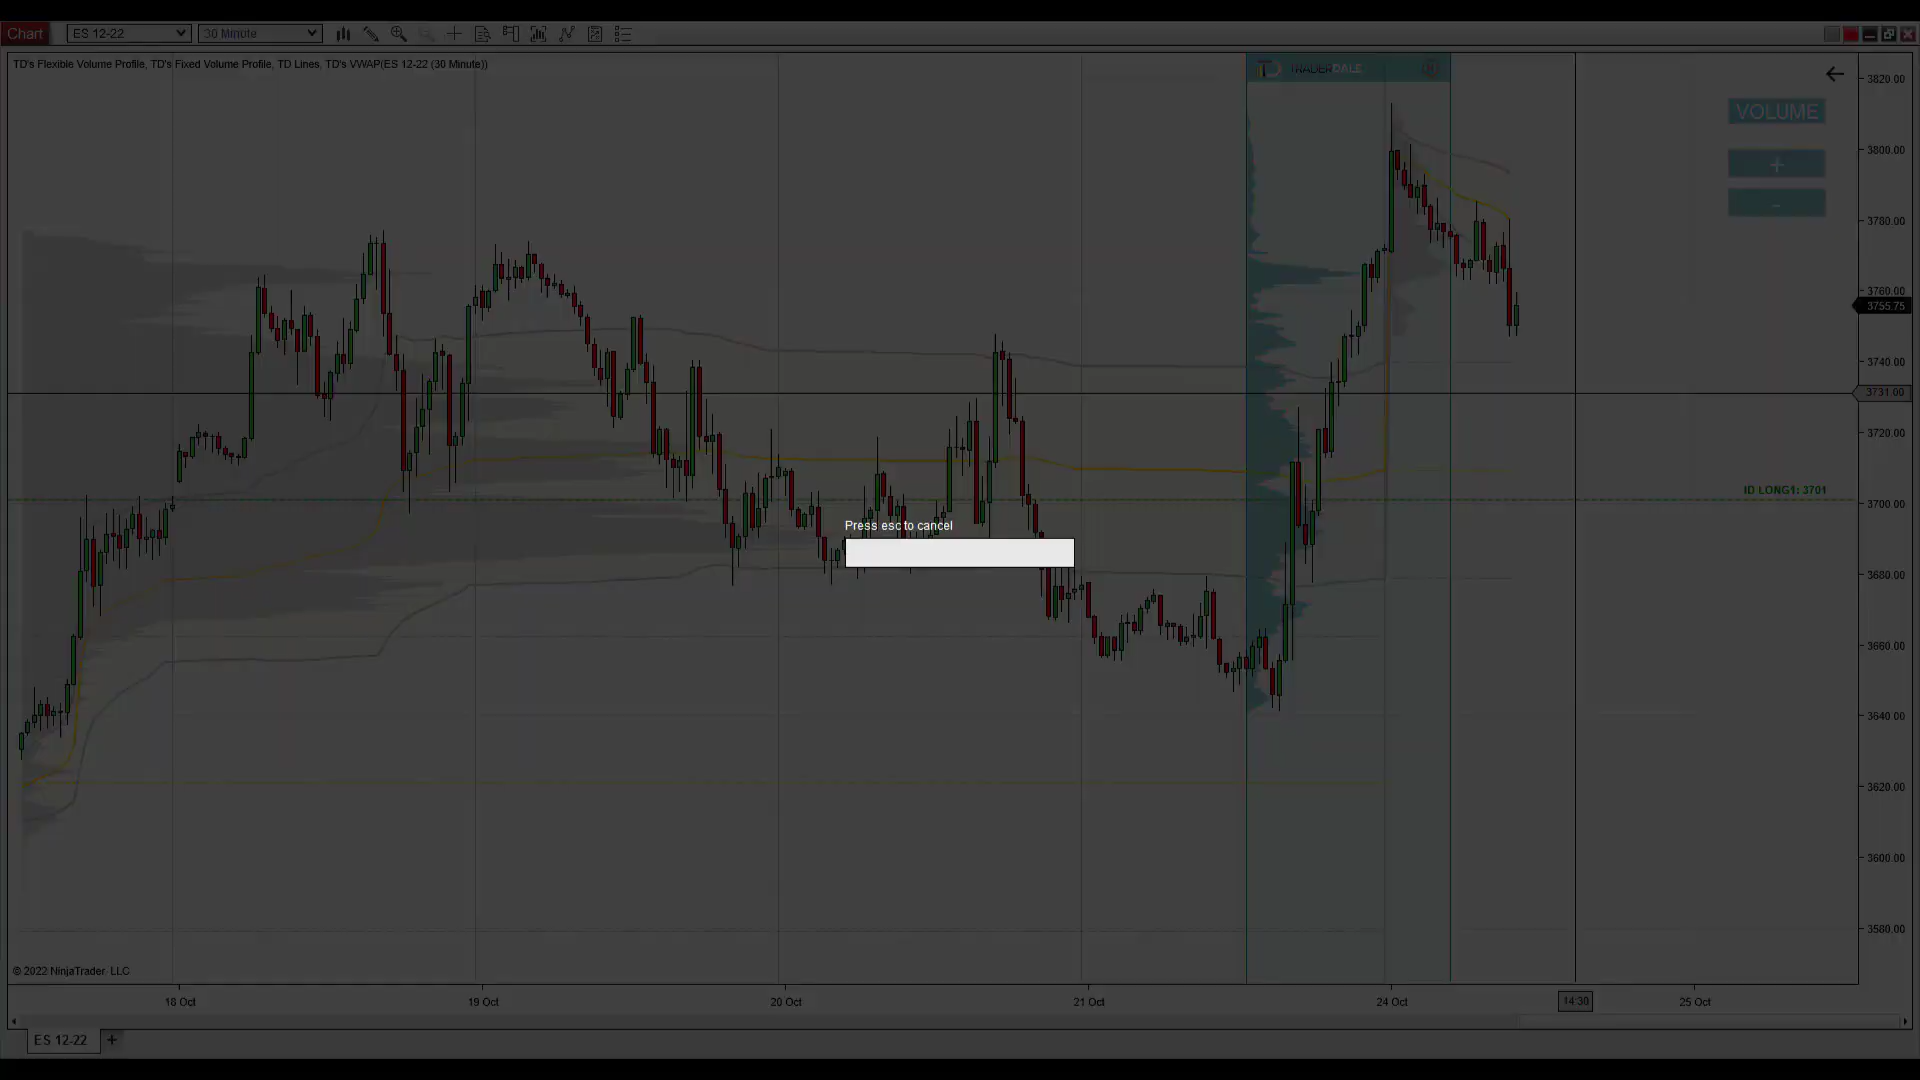 Chart ES 12-22 30 Minute
TD's Flexible Volume Profile, TD's Fixed Volume Profile, TD Lines, TD's VWAP(ES 12-22 (30 Minute))
TRADERDALE
VOLUME
+
-
3820.00
3800.00
3780.00
3760.00
3755.75
3740.00
3731.00
3720.00
ID LONG1: 3701
3700.00
Press esc to cancel
3680.00
3660.00
3640.00
3620.00
3600.00
3580.00
© 2022 NinjaTrader, LLC
18 Oct 19 Oct 20 Oct 21 Oct 24 Oct 14:30 25 Oct
ES 12-22 +